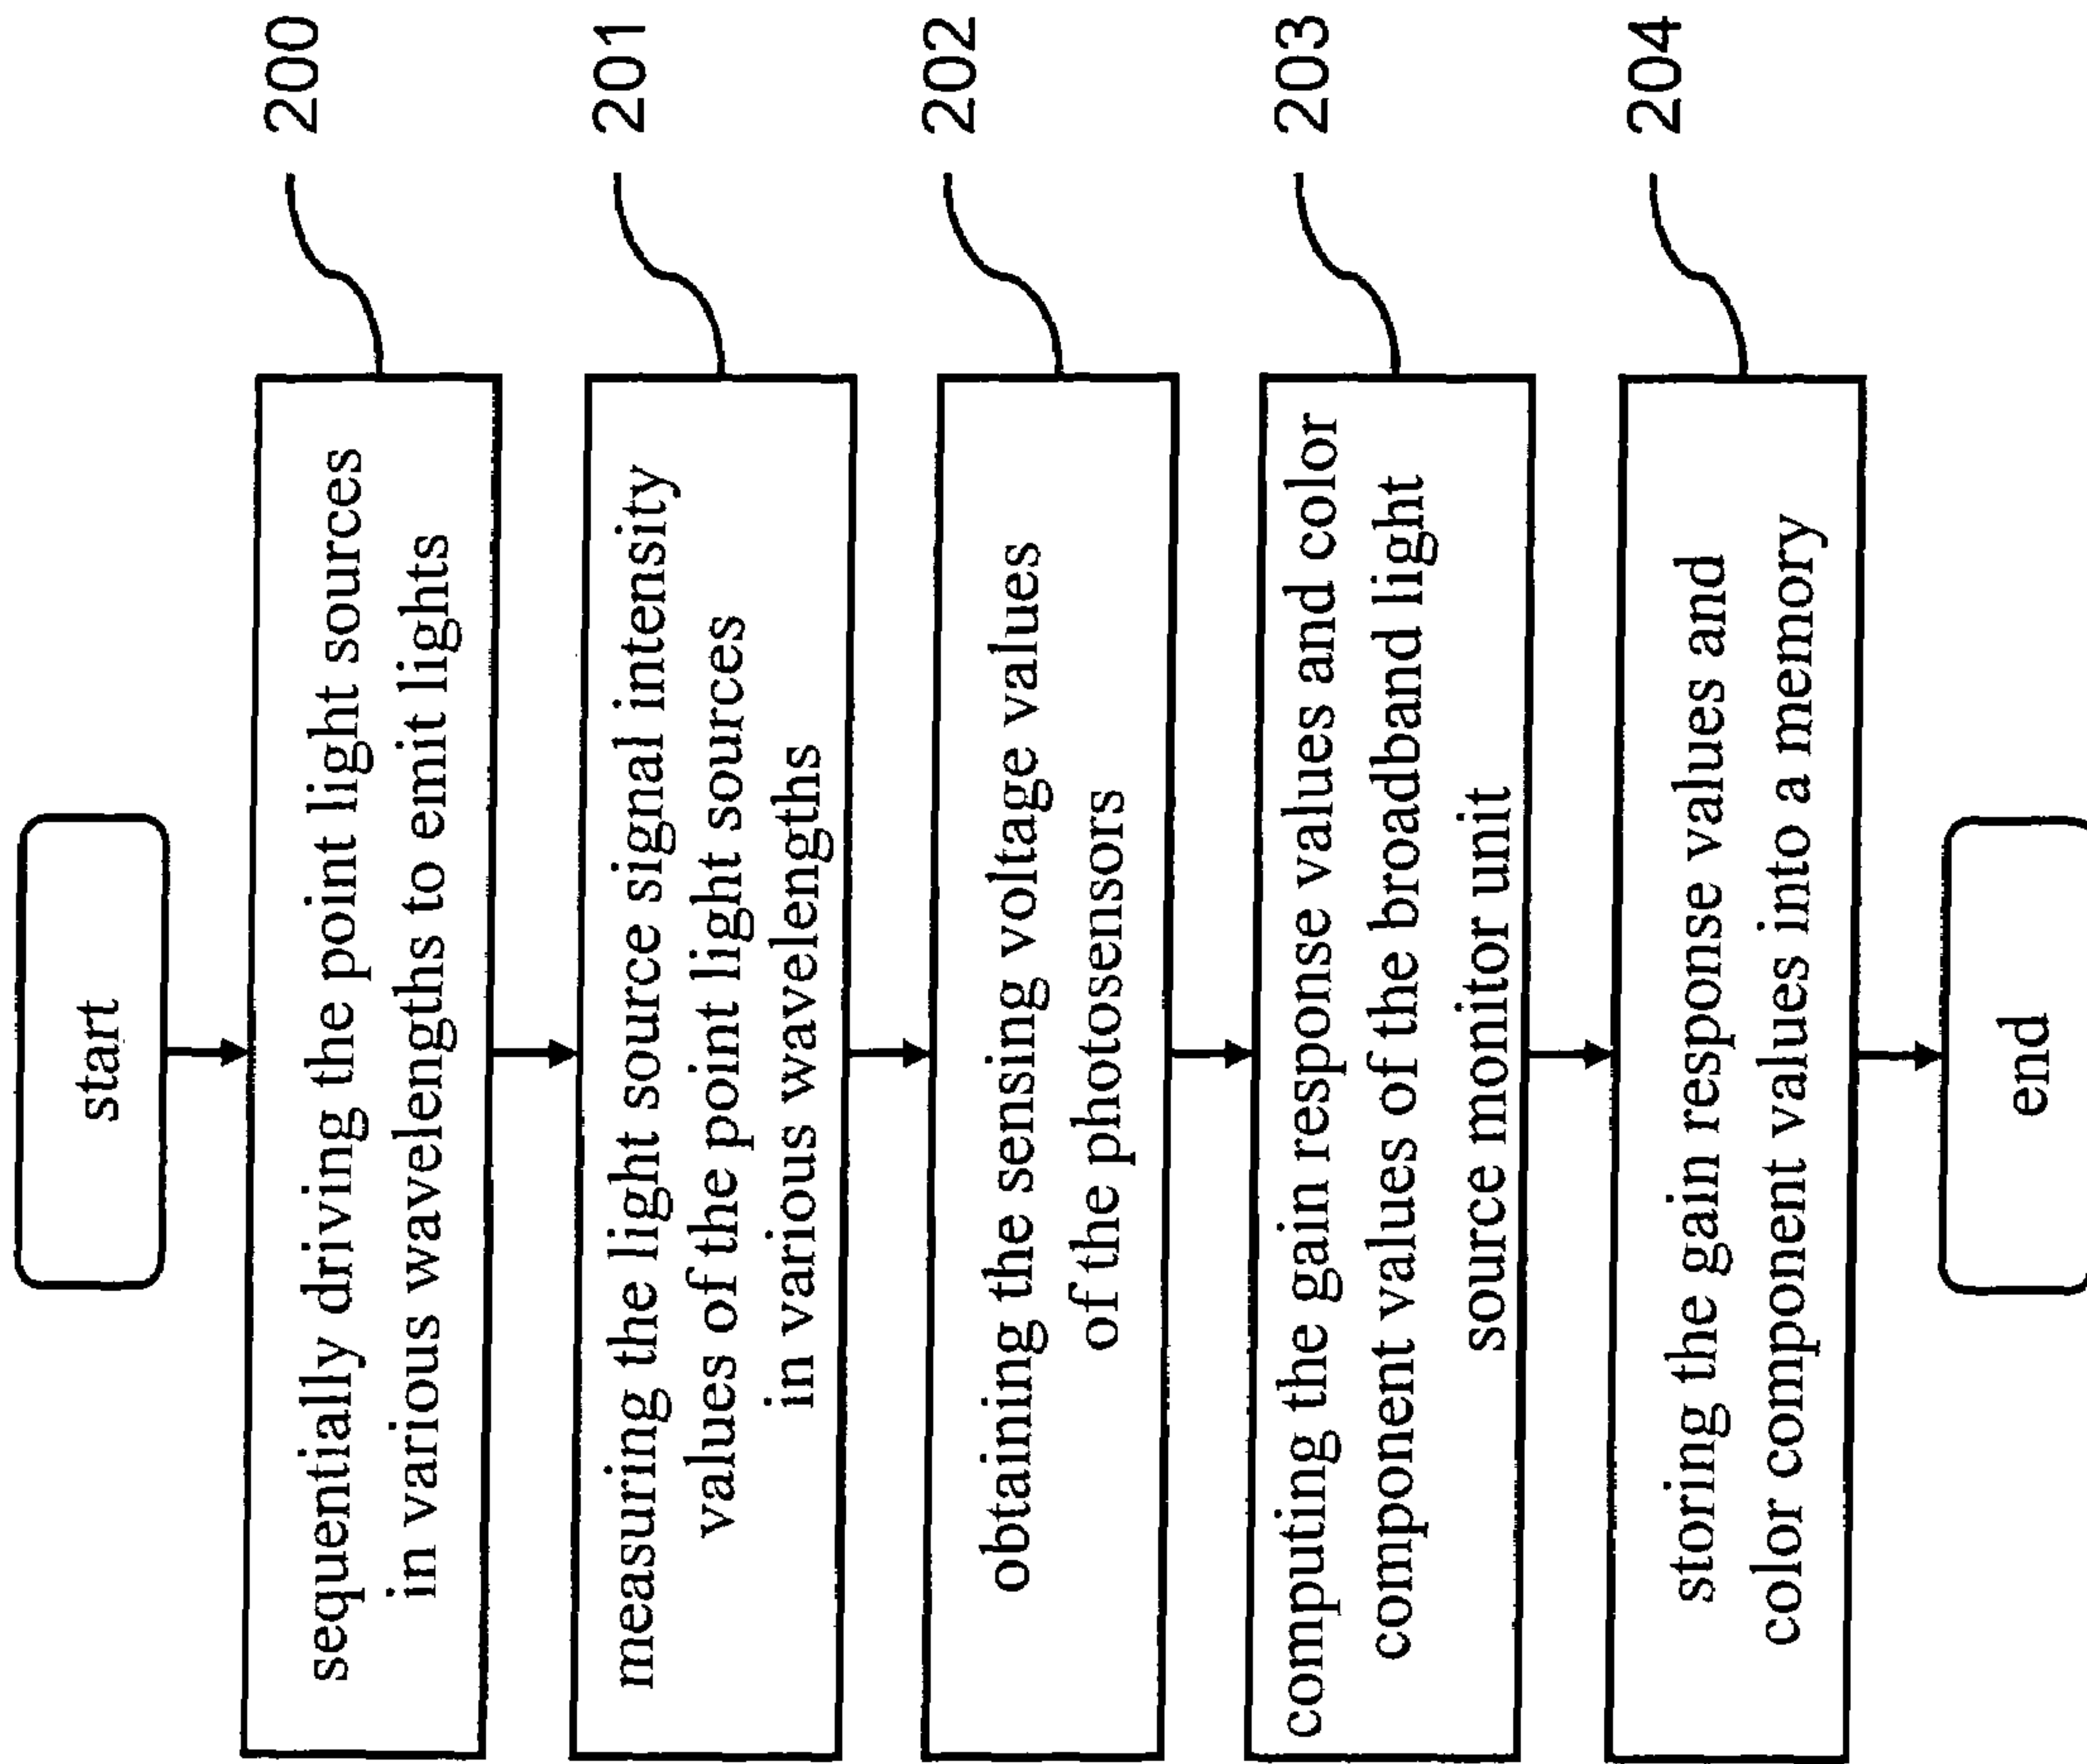 start
sequentially driving the point light sources
in various wavelengths to emit lights
200
measuring the light source signal intensity
values of the point light sources
in various wavelengths
201
obtaining the sensing voltage values
of the photosensors
202
computing the gain response values and color
component values of the broadband light
source monitor unit
203
storing the gain response values and
color component values into a memory
204
end